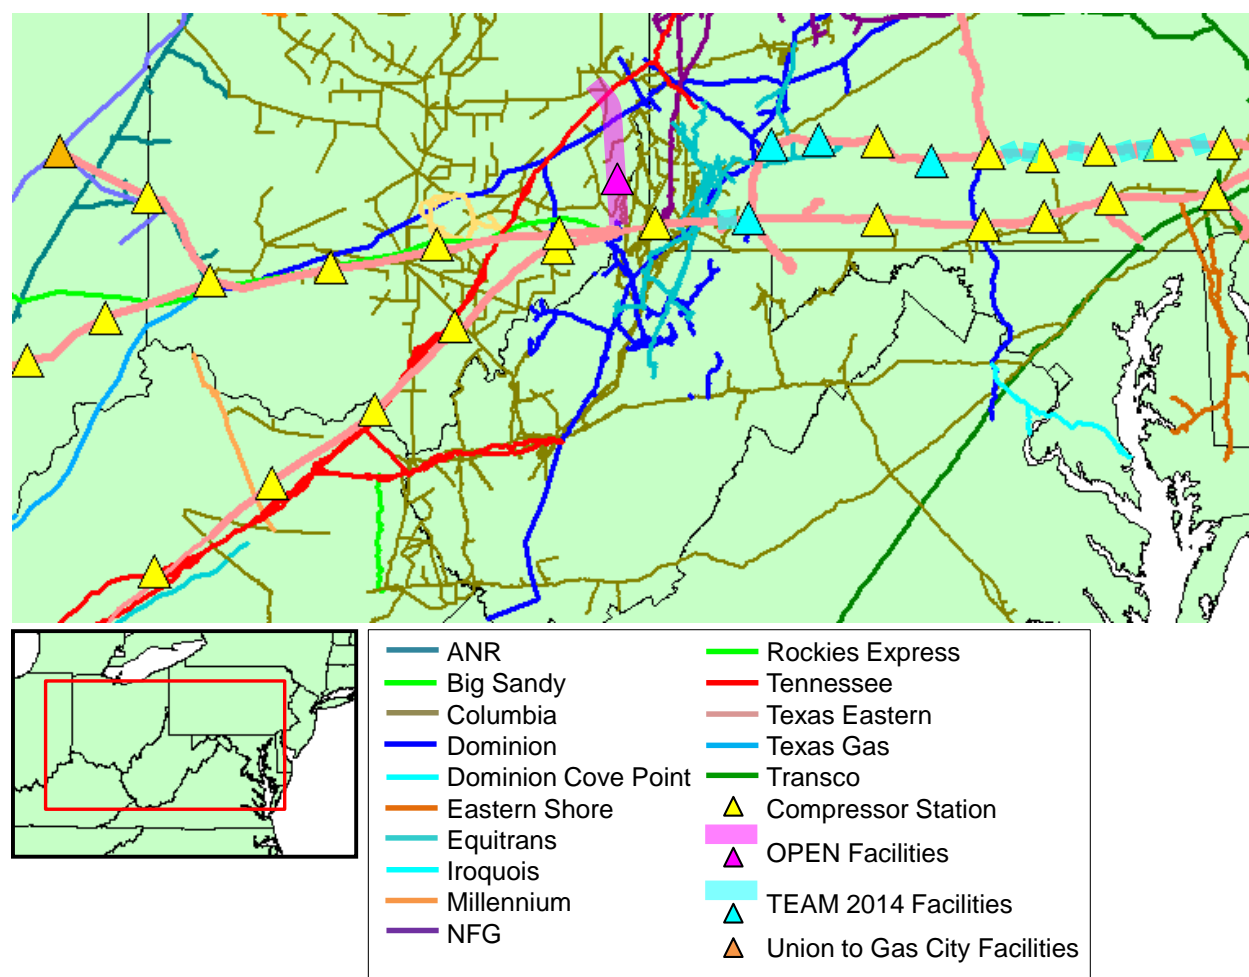 ANR
Big Sandy
Columbia
Dominion
Dominion Cove Point
Eastern Shore
Equitrans
Iroquois
Millennium
NFG
Rockies Express
Tennessee
Texas Eastern
Texas Gas
Transco
Compressor Station
OPEN Facilities
TEAM 2014 Facilities
Union to Gas City Facilities